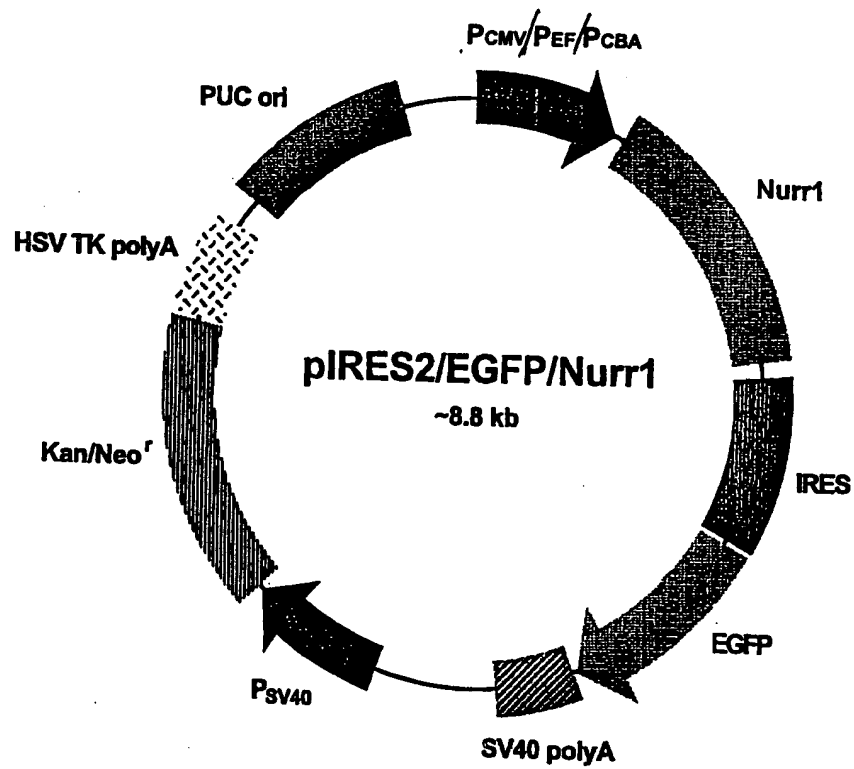 PCMV/PEF/PCBA
PUC ori
Nurr1
HSV TK polyA
pIRES2/EGFP/Nurr1
~8.8 kb
Kan/Neo^r
IRES
EGFP
PSV40
SV40 polyA